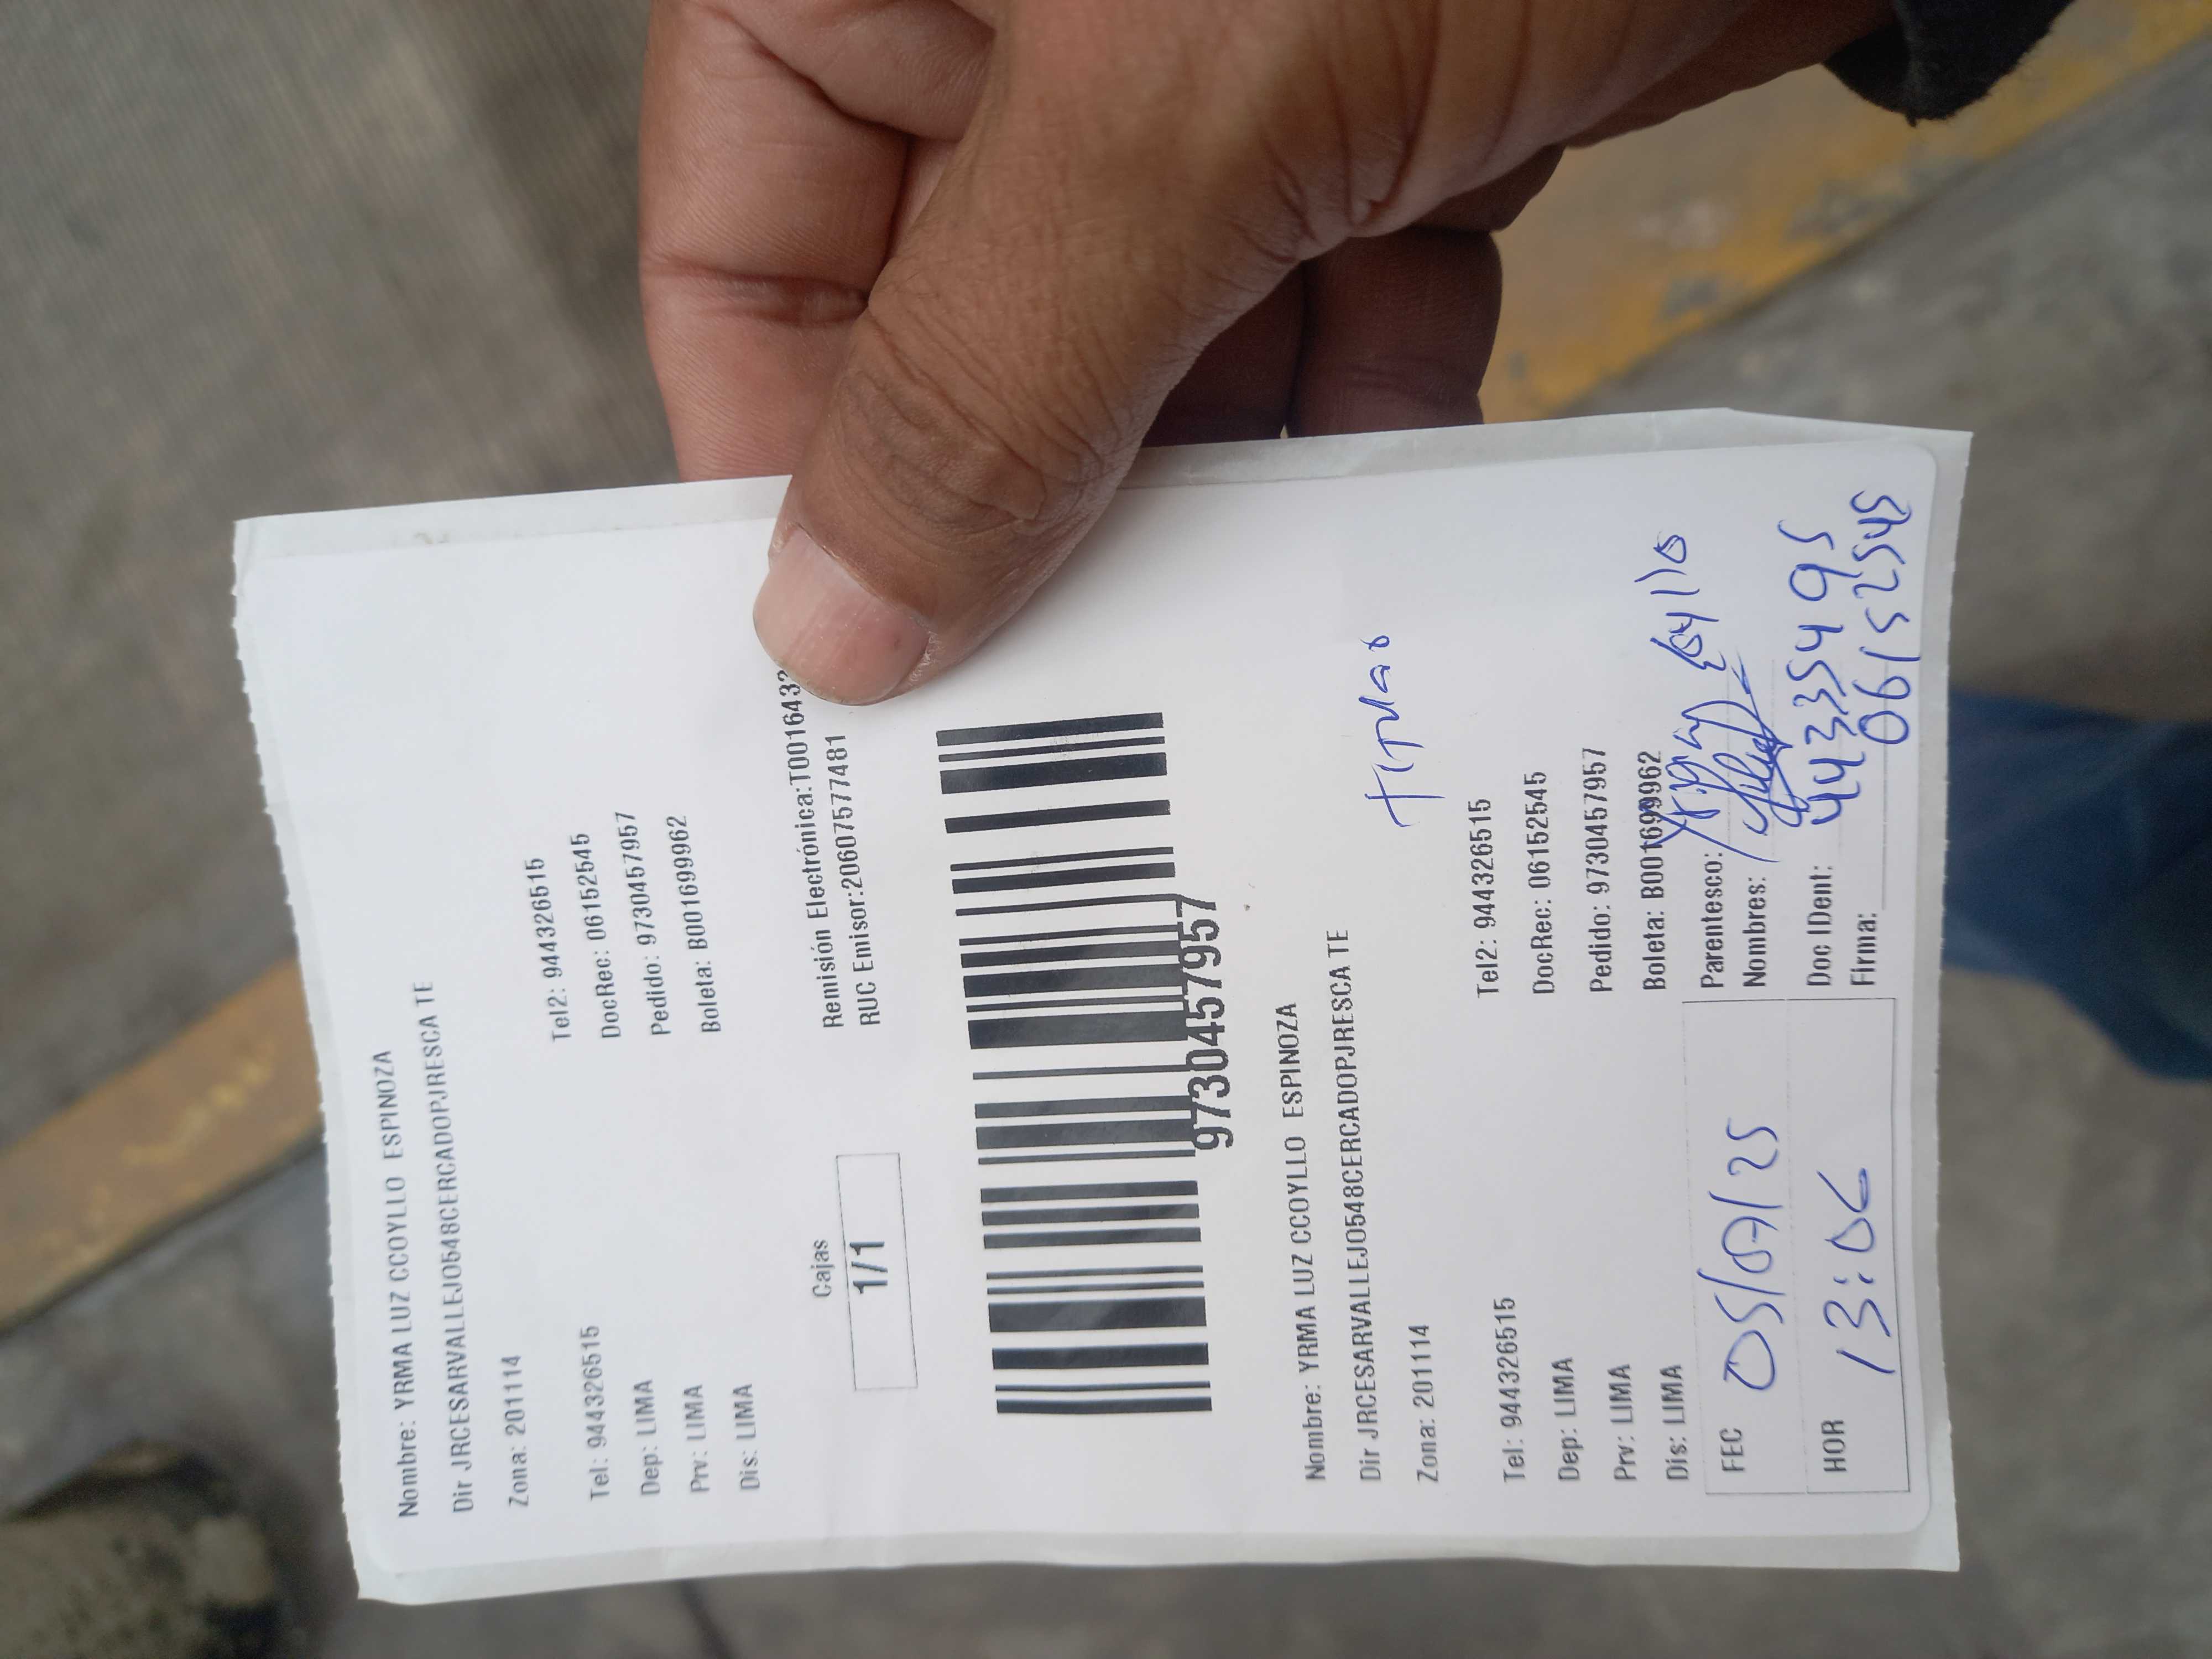 Nombre: YRMA LUZ CCOYLLO ESPINOZA
Dir JRCESARVALLEJO548CERCADOPJRESCA TE
Zona: 201114
Tel: 944326515 Tel2: 944326515
Dep: LIMA DocRec: 06152545
Prv: LIMA Pedido: 9730457957
Dis: LIMA Boleta: B001699962
Cajas
1/1
Remisión Electrónica:T0016432
RUC Emisor:20607577481
9730457957
Nombre: YRMA LUZ CCOYLLO ESPINOZA
Dir JRCESARVALLEJO548CERCADOPJRESCA TE
Zona: 201114
Tel: 944326515 Tel2: 944326515
Dep: LIMA DocRec: 06152545
Prv: LIMA Pedido: 9730457957
Dis: LIMA Boleta: B001699962
FEC 05/07/25 Parentesco:
Nombres:
HOR 13:06 Doc IDent: 44335495
Firma: 06152545